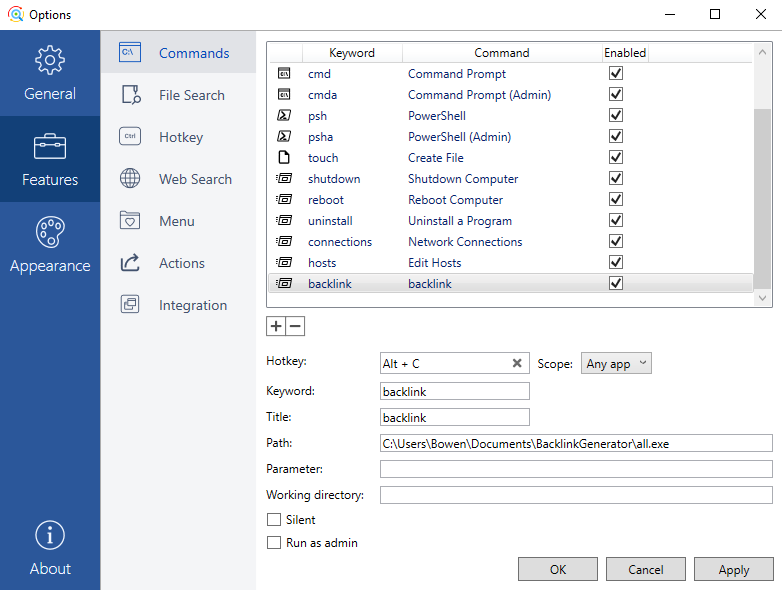 Options
General
Features
Appearance
About
C:\
Commands
File Search
Ctrl
Hotkey
Web Search
Menu
Actions
Integration
Keyword Command Enabled
cmd Command Prompt
cmda Command Prompt (Admin)
psh PowerShell
psha PowerShell (Admin)
touch Create File
shutdown Shutdown Computer
reboot Reboot Computer
uninstall Uninstall a Program
connections Network Connections
hosts Edit Hosts
backlink backlink
Hotkey: Alt + C Scope: Any app
Keyword: backlink
Title: backlink
Path: C:\Users\Bowen\Documents\BacklinkGenerator\all.exe
Parameter:
Working directory:
Silent
Run as admin
OK Cancel Apply